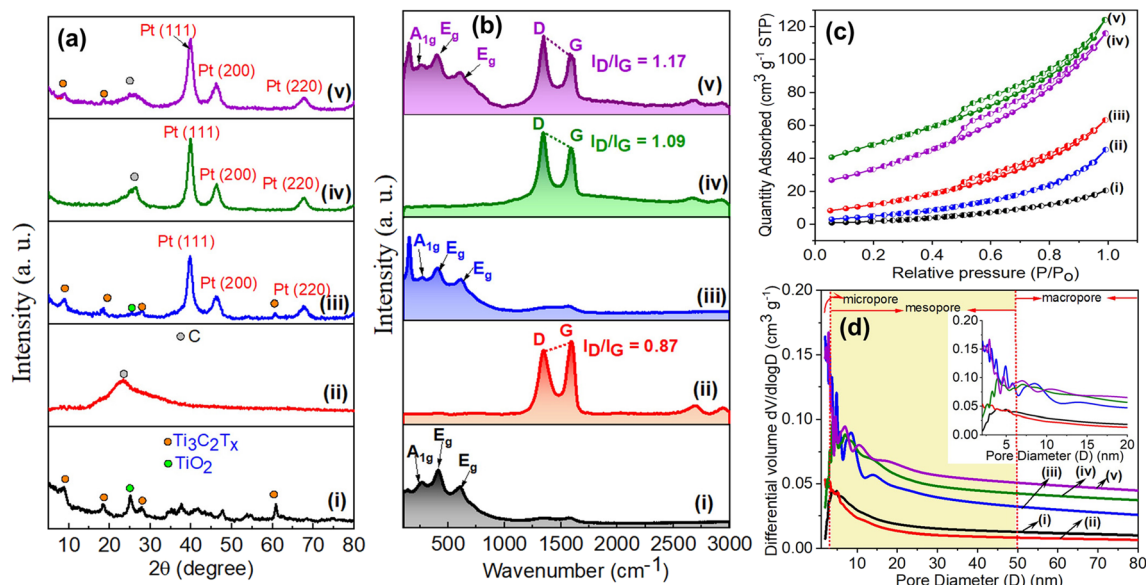 (a)
Pt (111)
Pt (200)
Pt (220)
(v)
Pt (111)
Pt (200)
Pt (220)
(iv)
Pt (111)
Pt (200)
Pt (220)
(iii)
C
(ii)
Ti3C2Tx
TiO2
(i)
Intensity (a. u.)
10 20 30 40 50 60 70 80
2θ (degree)
(b)
A1g
Eg
Eg
D
G
ID/IG = 1.17
(v)
D
G
ID/IG = 1.09
(iv)
A1g
Eg
Eg
(iii)
D
G
ID/IG = 0.87
(ii)
A1g
Eg
Eg
(i)
Intensity (a. u.)
500 1000 1500 2000 2500 3000
Wavenumber (cm-1)
(c)
(v)
(iv)
(iii)
(ii)
(i)
Quantity Adsorbed (cm3 g-1 STP)
120
100
80
60
40
20
0
0.0 0.2 0.4 0.6 0.8 1.0
Relative pressure (P/Po)
(d)
micropore
mesopore
macropore
0.20
0.15
0.10
0.05
0.00
5 10 15 20
Pore Diameter (D) (nm)
(iii)
(iv)
(v)
(i)
(ii)
Differential volume dV/dlogD (cm3 g-1)
0.20
0.15
0.10
0.05
0.00
0 10 20 30 40 50 60 70 80
Pore Diameter (D) (nm)